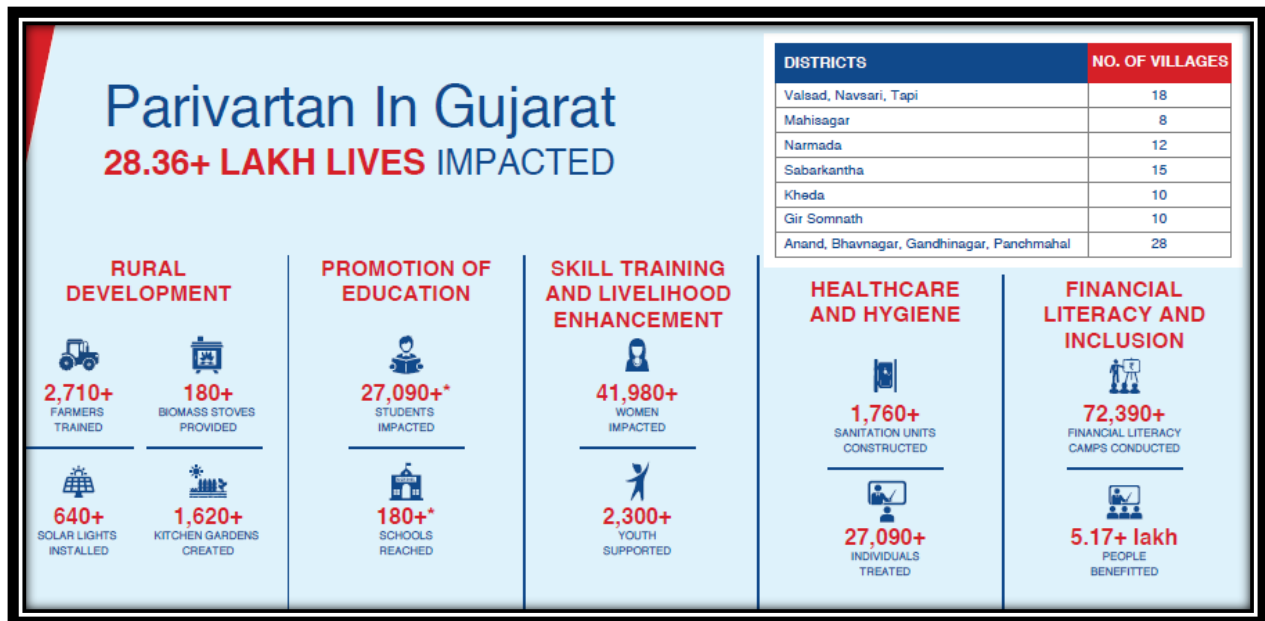 Parivartan In Gujarat
28.36+ LAKH LIVES IMPACTED
DISTRICTS NO. OF VILLAGES
Valsad, Navsari, Tapi 18
Mahisagar 8
Narmada 12
Sabarkantha 15
Kheda 10
Gir Somnath 10
Anand, Bhavnagar, Gandhinagar, Panchmahal 28
RURAL
DEVELOPMENT
2,710+
FARMERS
TRAINED
180+
BIOMASS STOVES
PROVIDED
640+
SOLAR LIGHTS
INSTALLED
1,620+
KITCHEN GARDENS
CREATED
PROMOTION OF
EDUCATION
27,090+*
STUDENTS
IMPACTED
180+*
SCHOOLS
REACHED
SKILL TRAINING
AND LIVELIHOOD
ENHANCEMENT
41,980+
WOMEN
IMPACTED
2,300+
YOUTH
SUPPORTED
HEALTHCARE
AND HYGIENE
1,760+
SANITATION UNITS
CONSTRUCTED
27,090+
INDIVIDUALS
TREATED
FINANCIAL
LITERACY AND
INCLUSION
72,390+
FINANCIAL LITERACY
CAMPS CONDUCTED
5.17+ lakh
PEOPLE
BENEFITTED